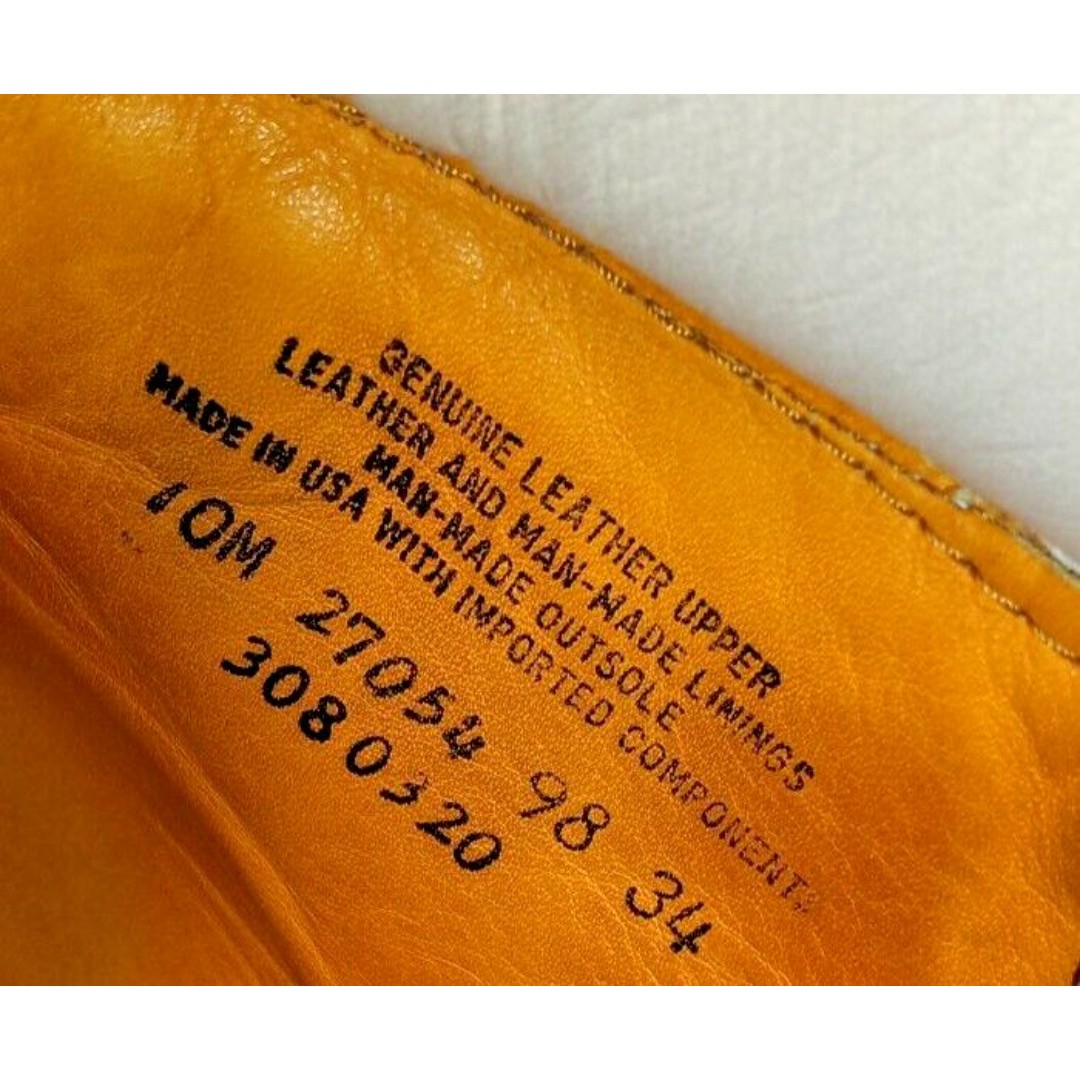 GENUINE LEATHER UPPER
LEATHER AND MAN-MADE LININGS
MAN-MADE OUTSOLE
MADE IN USA WITH IMPORTED COMPONENTS
10M 27054 98 34
3080320